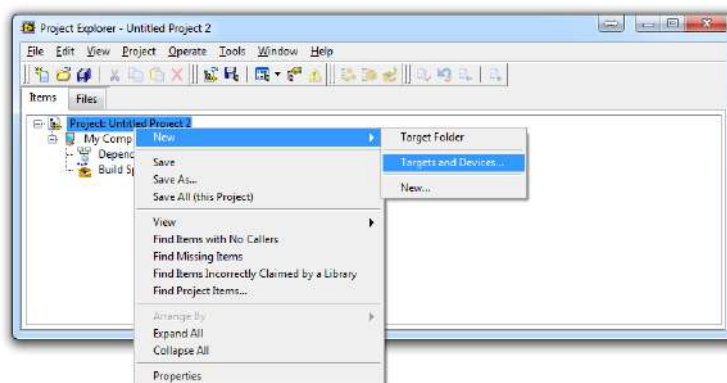 Project Explorer - Untitled Project 2
File Edit View Project Operate Tools Window Help
Items Files
Project: Untitled Project 2
My Comp
Depend
Build Sp
New
Save
Save As...
Save All (this Project)
View
Find Items with No Callers
Find Missing Items
Find Items Incorrectly Claimed by a Library
Find Project Items...
Arrange By
Expand All
Collapse All
Properties
Target Folder
Targets and Devices...
New...